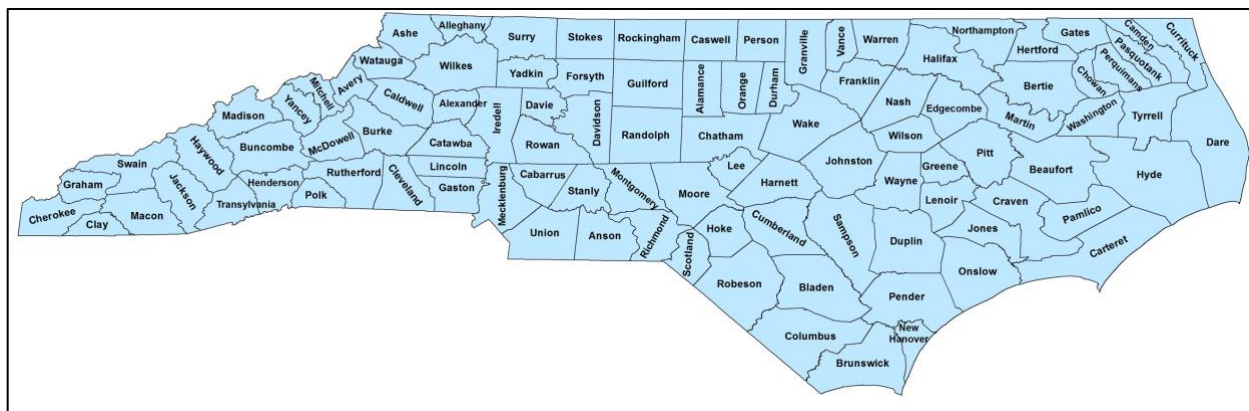 Alleghany
Ashe
Surry
Stokes
Rockingham
Caswell
Person
Granville
Vance
Warren
Northampton
Gates
Camden
Currituck
Pasquotank
Perquimans
Chowan
Hertford
Halifax
Watauga
Wilkes
Yadkin
Forsyth
Guilford
Alamance
Orange
Durham
Franklin
Nash
Edgecombe
Bertie
Martin
Washington
Tyrrell
Dare
Mitchell
Avery
Yancey
Caldwell
Alexander
Iredell
Davie
Davidson
Randolph
Chatham
Wake
Wilson
Madison
Buncombe
McDowell
Burke
Catawba
Rowan
Johnston
Greene
Pitt
Beaufort
Hyde
Swain
Haywood
Graham
Jackson
Rutherford
Cleveland
Lincoln
Gaston
Mecklenburg
Cabarrus
Stanly
Montgomery
Moore
Lee
Harnett
Wayne
Lenoir
Craven
Pamlico
Henderson
Polk
Transylvania
Cherokee
Clay
Macon
Union
Anson
Richmond
Scotland
Hoke
Cumberland
Sampson
Duplin
Jones
Carteret
Onslow
Robeson
Bladen
Pender
Columbus
New
Hanover
Brunswick